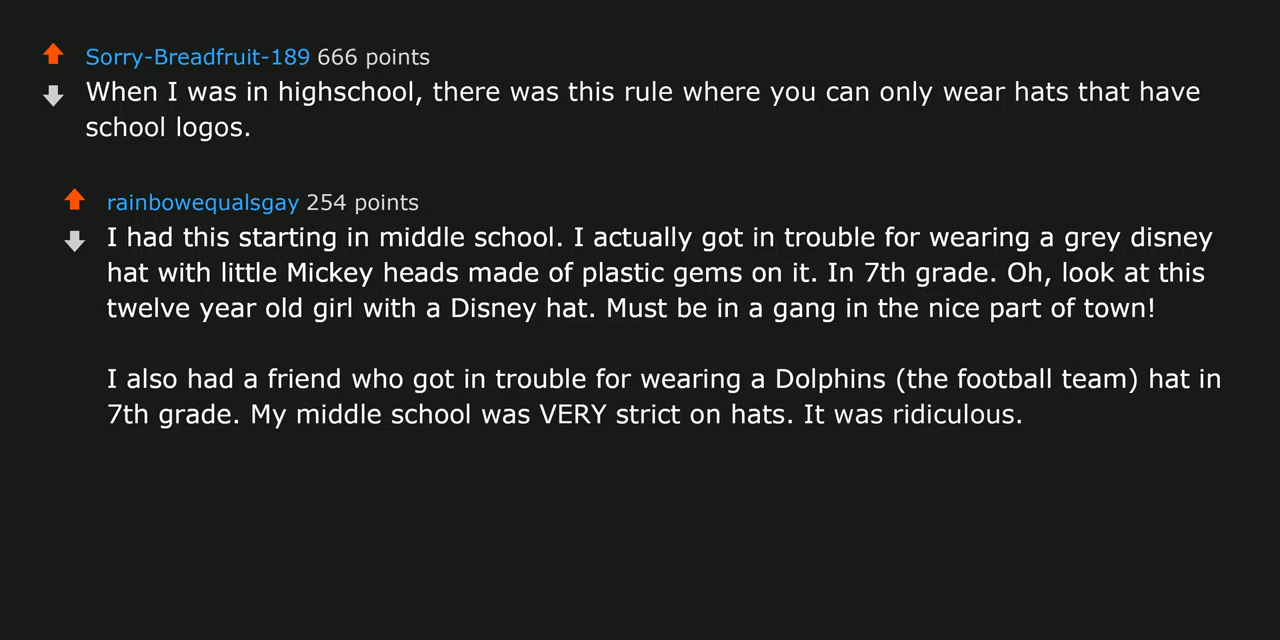 Sorry-Breadfruit-189 666 points
When I was in highschool, there was this rule where you can only wear hats that have
school logos.
rainbowequalsgay 254 points
I had this starting in middle school. I actually got in trouble for wearing a grey disney
hat with little Mickey heads made of plastic gems on it. In 7th grade. Oh, look at this
twelve year old girl with a Disney hat. Must be in a gang in the nice part of town!
I also had a friend who got in trouble for wearing a Dolphins (the football team) hat in
7th grade. My middle school was VERY strict on hats. It was ridiculous.